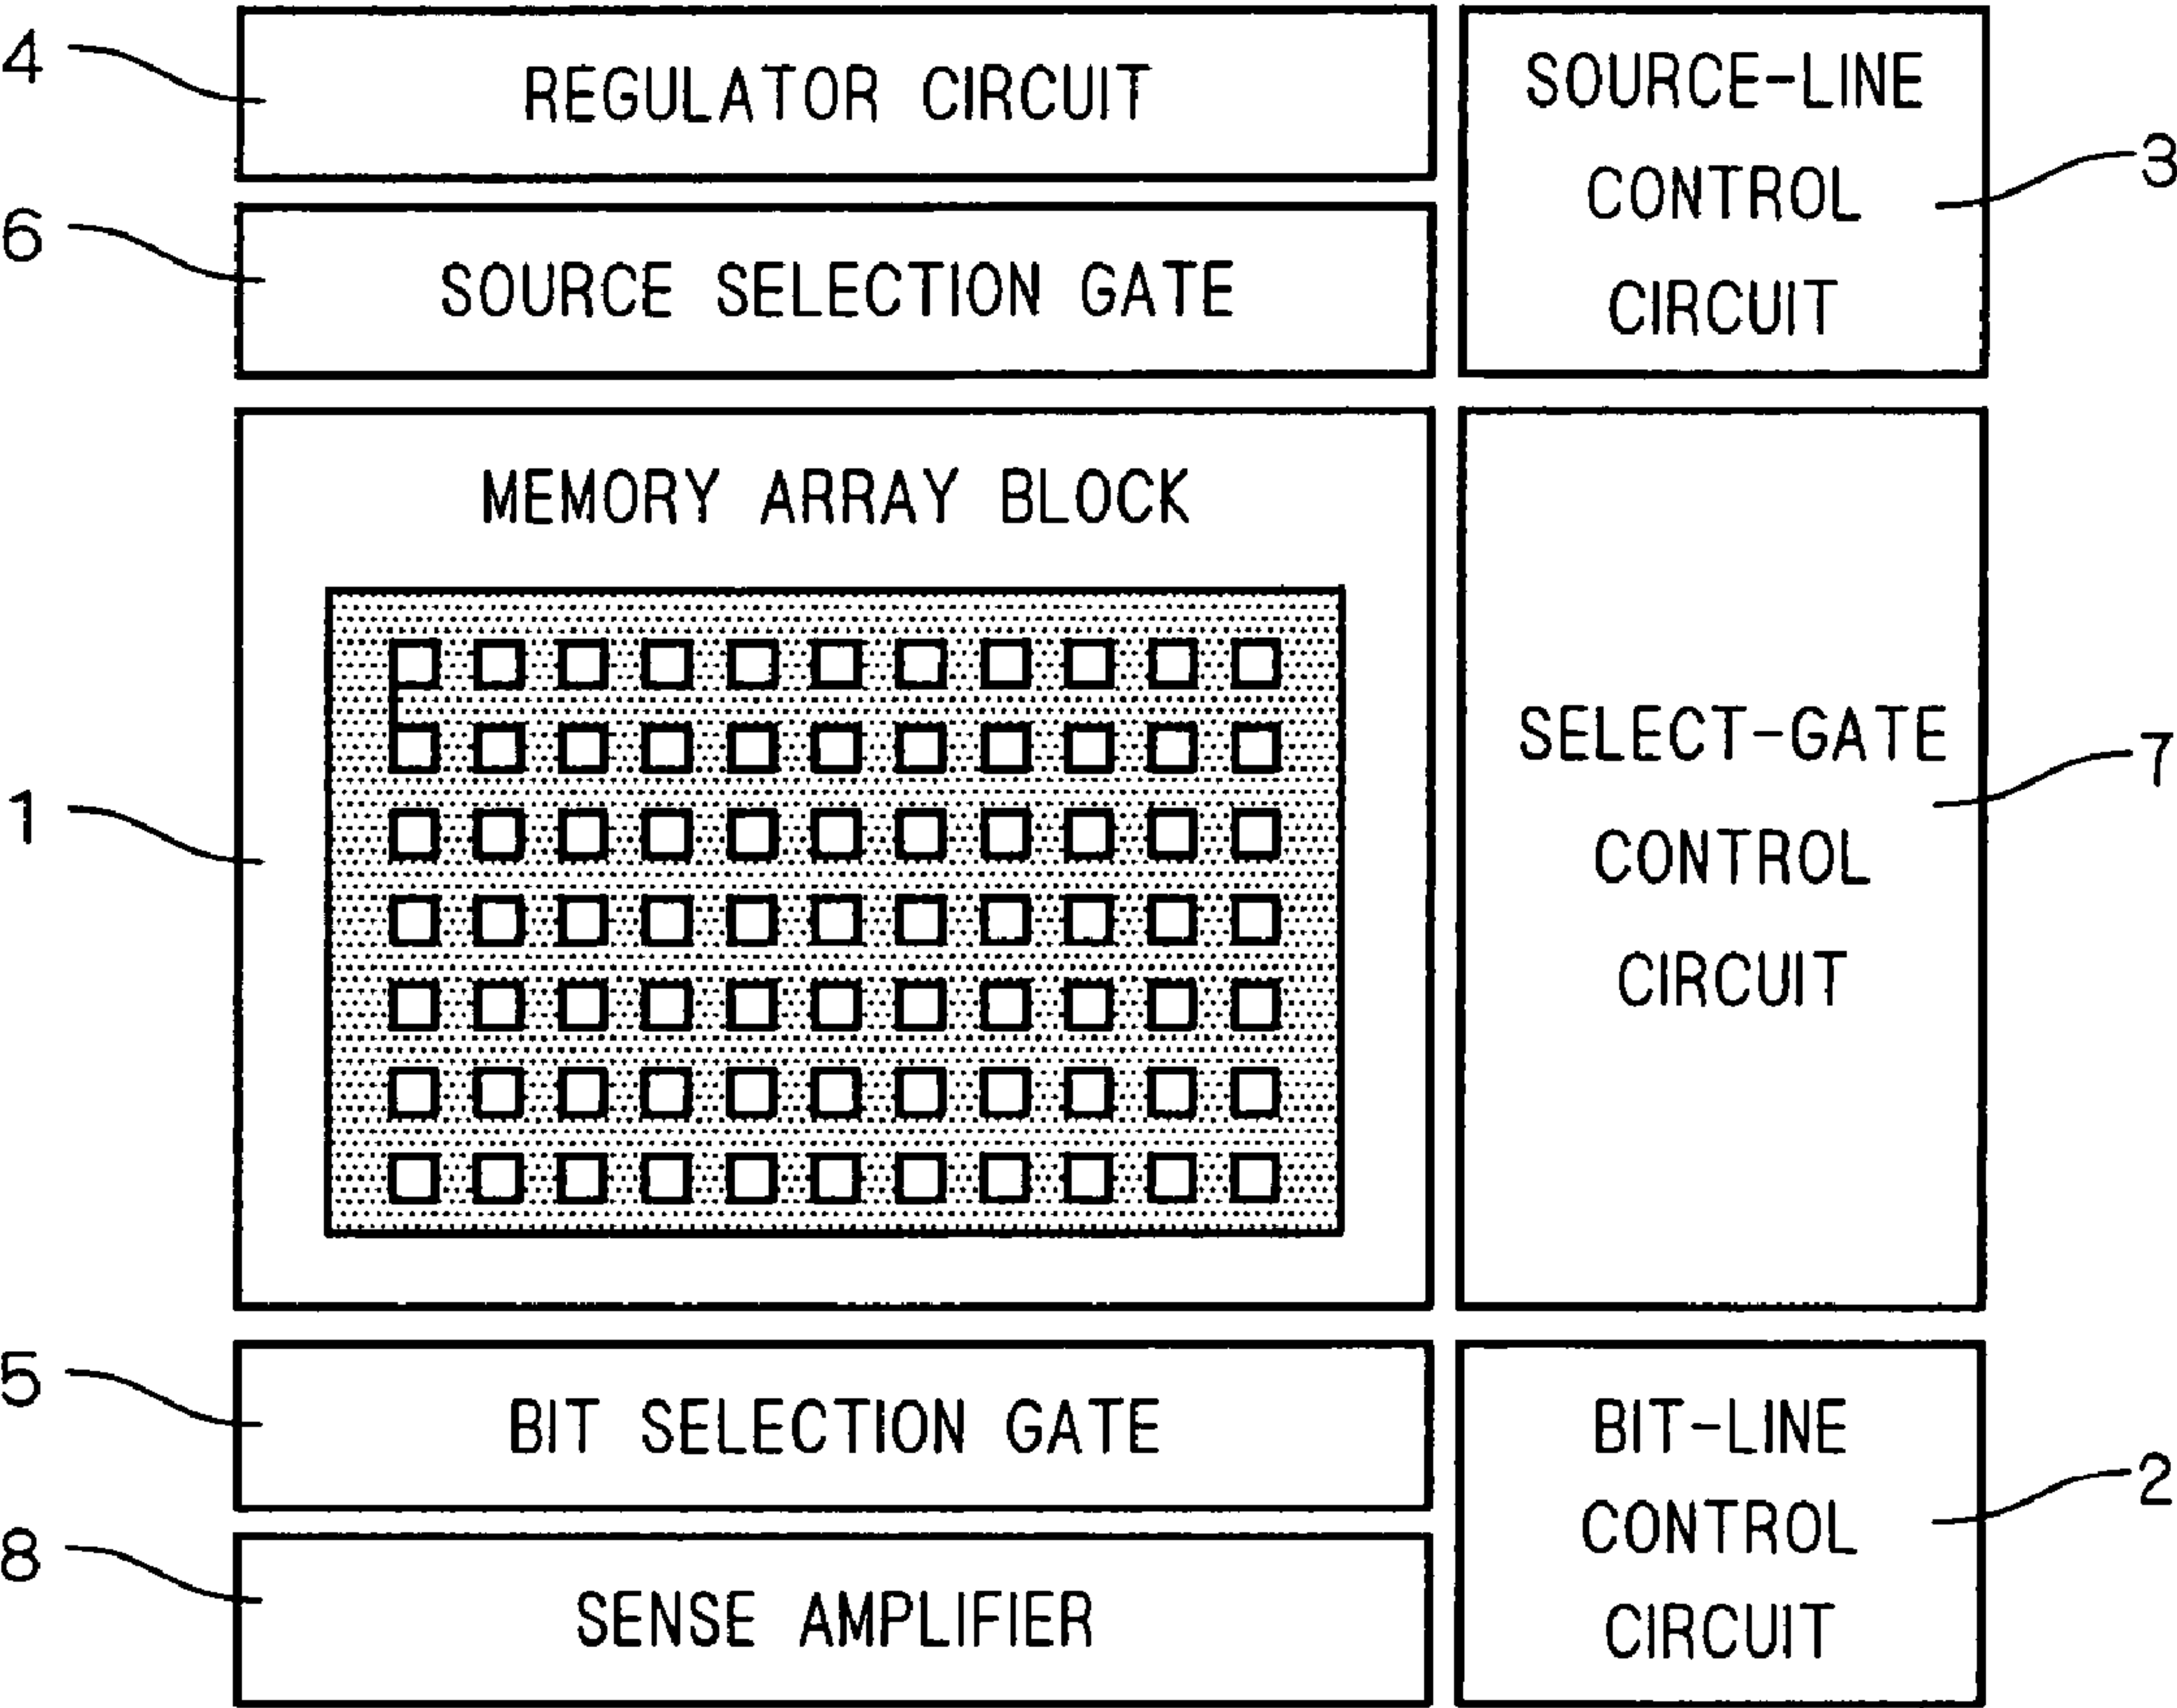 4
REGULATOR CIRCUIT
SOURCE-LINE
CONTROL
CIRCUIT
3
6
SOURCE SELECTION GATE
MEMORY ARRAY BLOCK
1
SELECT-GATE
CONTROL
CIRCUIT
7
5
BIT SELECTION GATE
BIT-LINE
CONTROL
CIRCUIT
2
8
SENSE AMPLIFIER